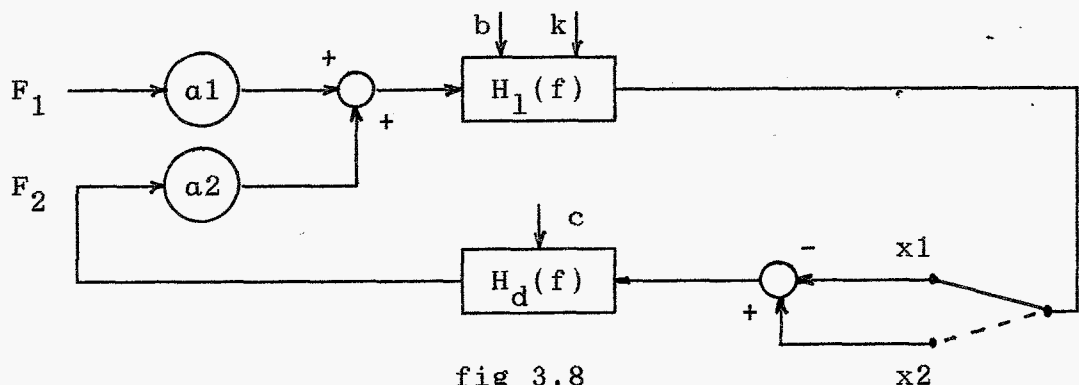 b k
+
F1 a1 H1(f)
+
F2 a2
c
- x1
Hd(f)
+
x2
fig 3.8